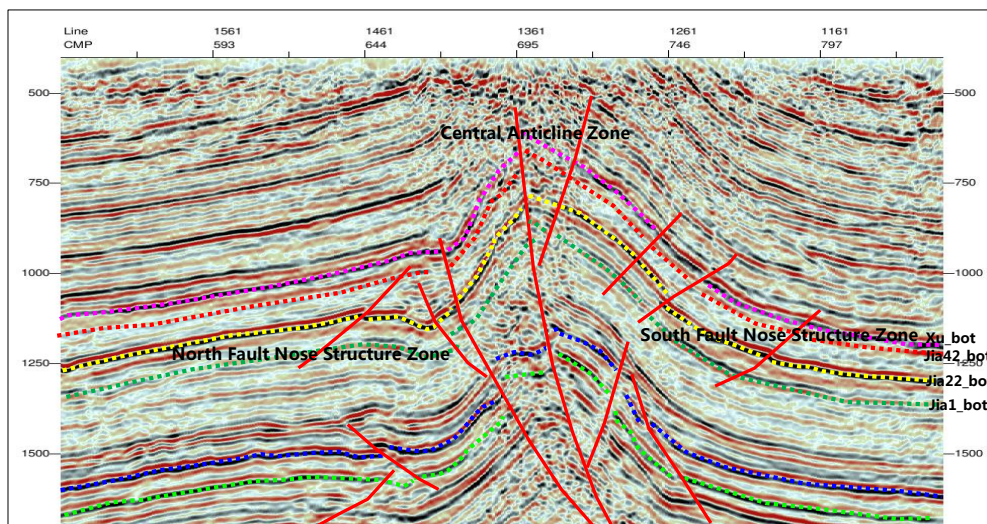 Line 1561 1461 1361 1261 1161
CMP 593 644 695 746 797
500 500
Central Anticline Zone
750 750
1000 1000
South Fault Nose Structure Zone Xu_bot
North Fault Nose Structure Zone Jia42_bot
1250 1250
Jia22_bo
Jia1_bot
1500 1500